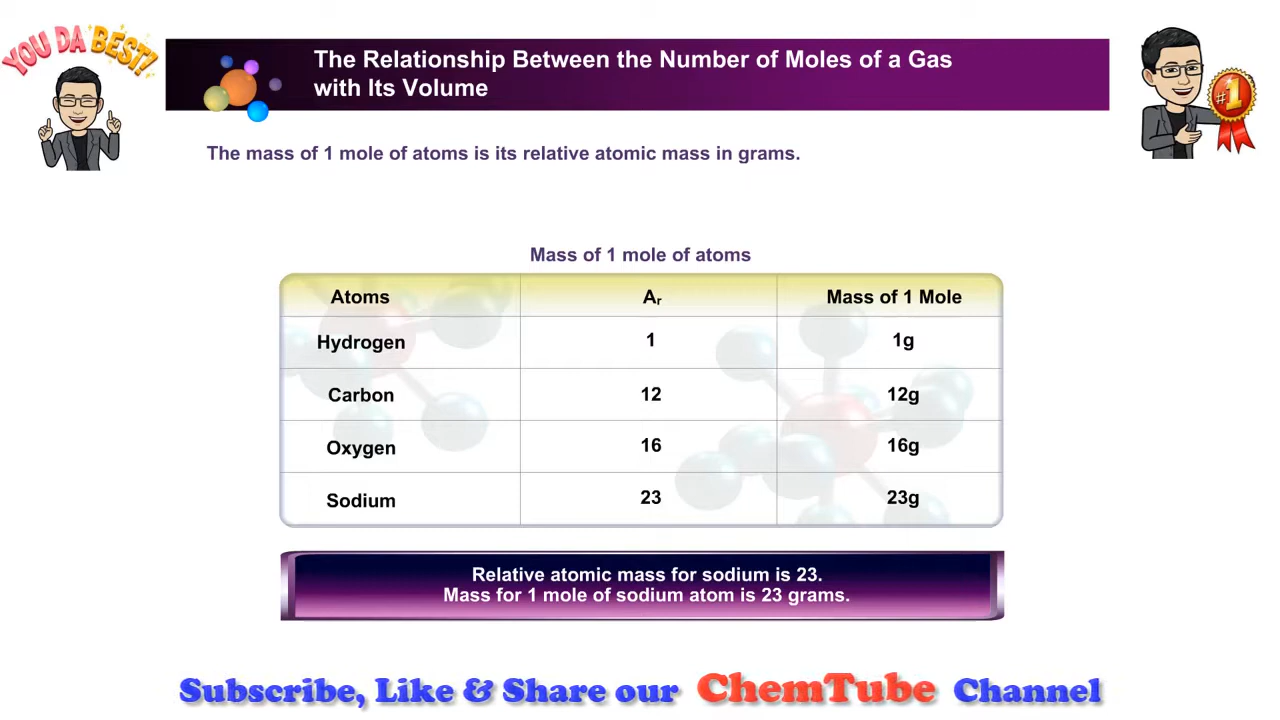 YOU DA BEST!
The Relationship Between the Number of Moles of a Gas
with Its Volume
#1
The mass of 1 mole of atoms is its relative atomic mass in grams.
Mass of 1 mole of atoms
Atoms Ar Mass of 1 Mole
Hydrogen 1 1g
Carbon 12 12g
Oxygen 16 16g
Sodium 23 23g
Relative atomic mass for sodium is 23.
Mass for 1 mole of sodium atom is 23 grams.
Subscribe, Like & Share our ChemTube Channel